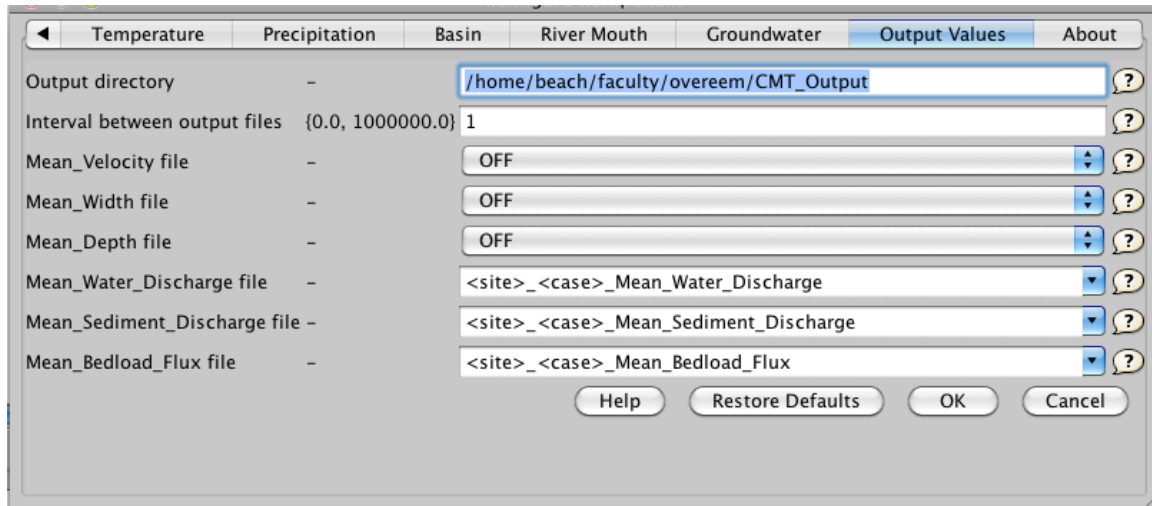 Temperature Precipitation Basin River Mouth Groundwater Output Values About
Output directory – /home/beach/faculty/overeem/CMT_Output ?
Interval between output files {0.0, 1000000.0} 1 ?
Mean_Velocity file – OFF ?
Mean_Width file – OFF ?
Mean_Depth file – OFF ?
Mean_Water_Discharge file – <site>_<case>_Mean_Water_Discharge ?
Mean_Sediment_Discharge file – <site>_<case>_Mean_Sediment_Discharge ?
Mean_Bedload_Flux file – <site>_<case>_Mean_Bedload_Flux ?
Help Restore Defaults OK Cancel